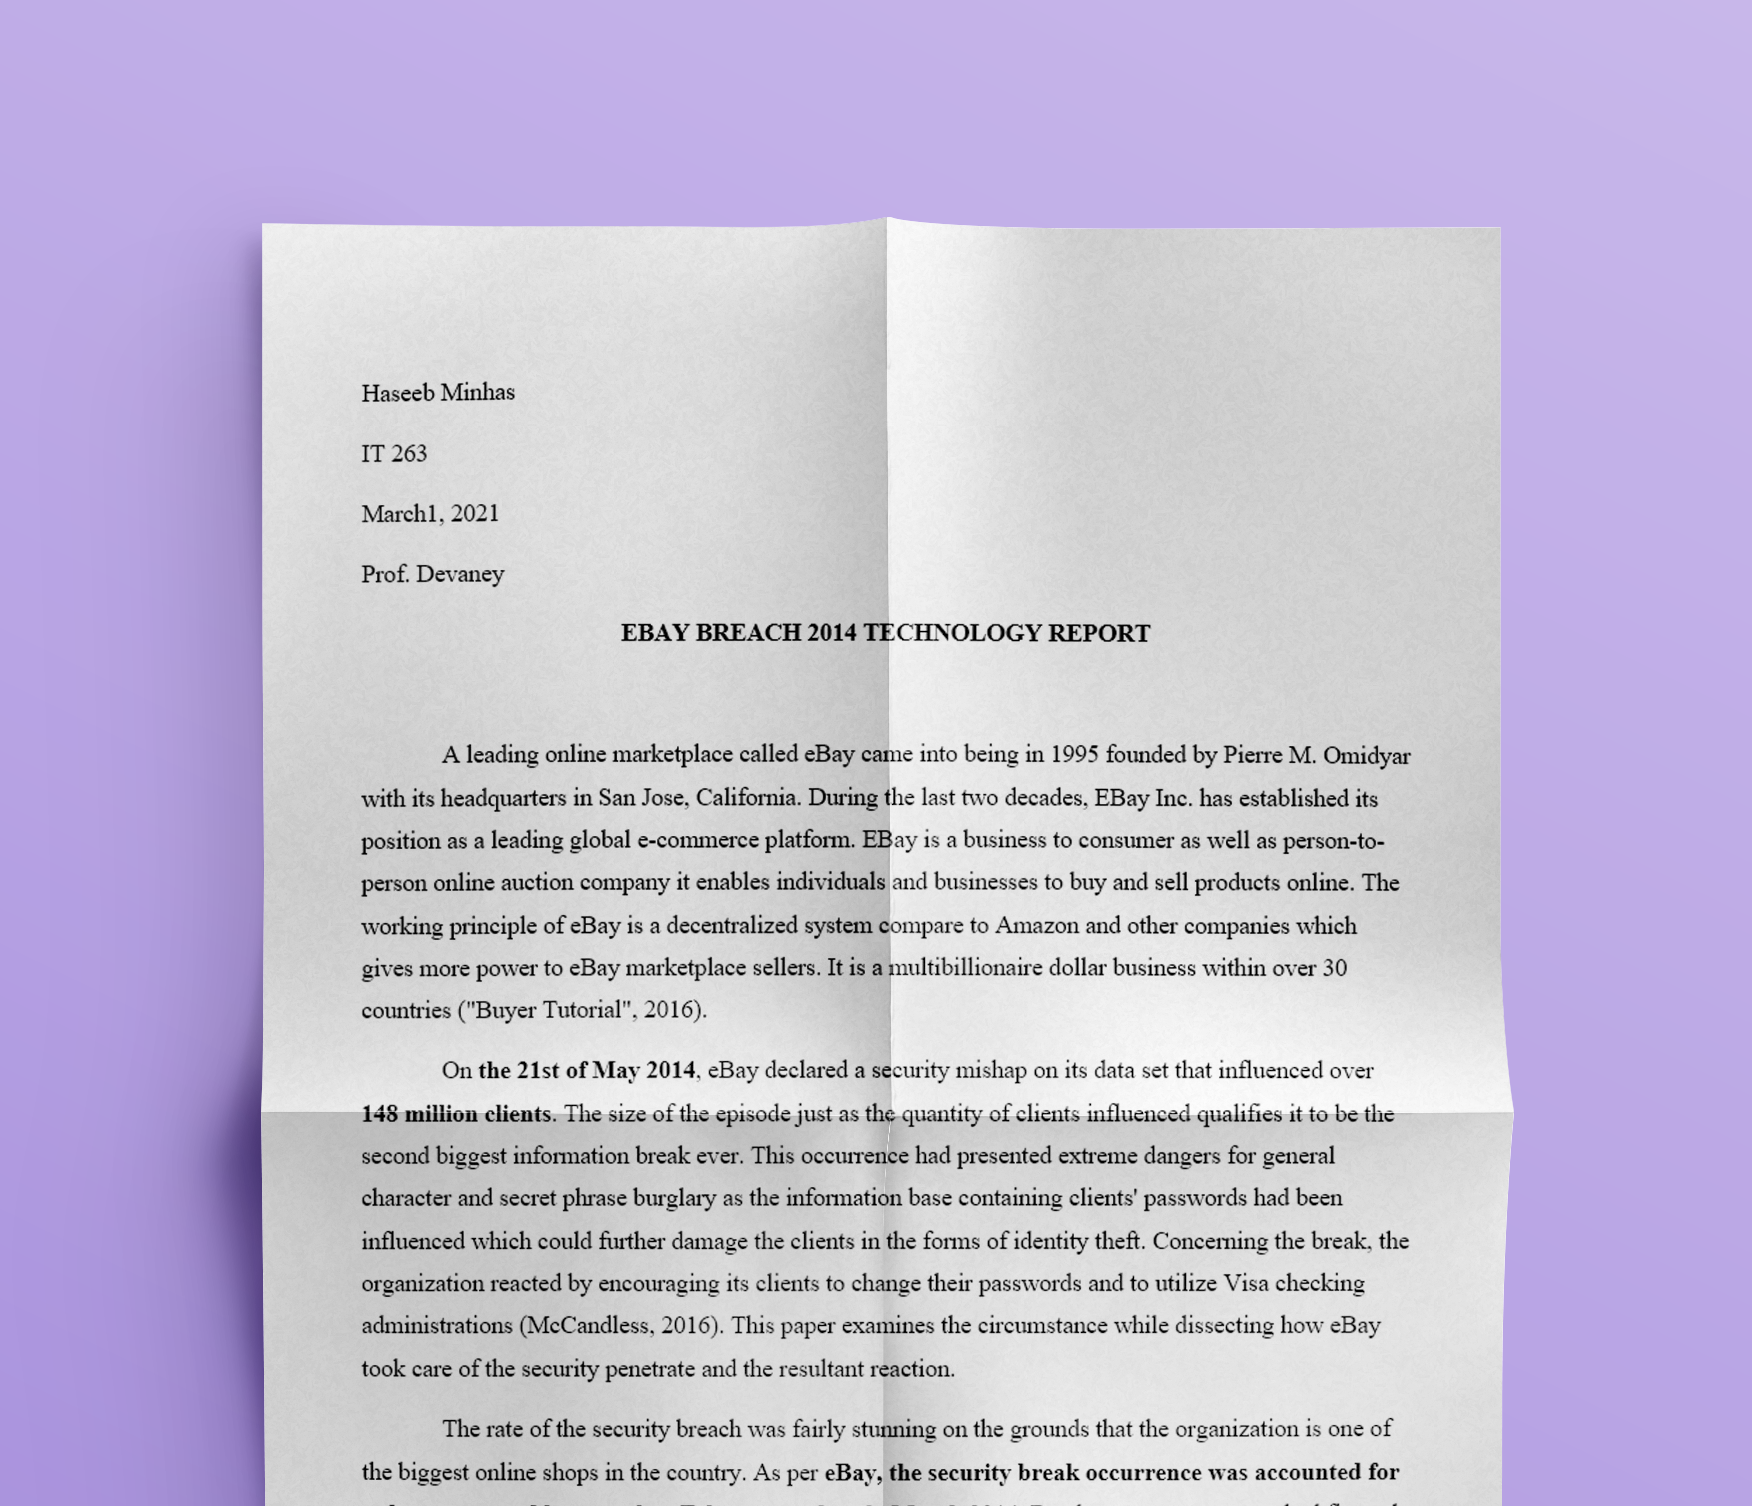 Haseeb Minhas
IT 263
March1, 2021
Prof. Devaney
EBAY BREACH 2014 TECHNOLOGY REPORT
A leading online marketplace called eBay came into being in 1995 founded by Pierre M. Omidyar
with its headquarters in San Jose, California. During the last two decades, EBay Inc. has established its
position as a leading global e-commerce platform. EBay is a business to consumer as well as person-to-
person online auction company it enables individuals and businesses to buy and sell products online. The
working principle of eBay is a decentralized system compare to Amazon and other companies which
gives more power to eBay marketplace sellers. It is a multibillionaire dollar business within over 30
countries ("Buyer Tutorial", 2016).
On the 21st of May 2014, eBay declared a security mishap on its data set that influenced over
148 million clients. The size of the episode just as the quantity of clients influenced qualifies it to be the
second biggest information break ever. This occurrence had presented extreme dangers for general
character and secret phrase burglary as the information base containing clients' passwords had been
influenced which could further damage the clients in the forms of identity theft. Concerning the break, the
organization reacted by encouraging its clients to change their passwords and to utilize Visa checking
administrations (McCandless, 2016). This paper examines the circumstance while dissecting how eBay
took care of the security penetrate and the resultant reaction.
The rate of the security breach was fairly stunning on the grounds that the organization is one of
the biggest online shops in the country. As per eBay, the security break occurrence was accounted for